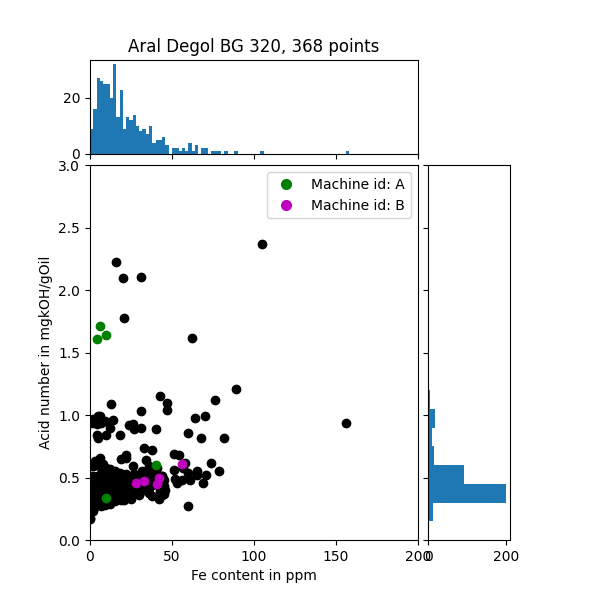 Aral Degol BG 320, 368 points
20
0
3.0
2.5
2.0
1.5
1.0
0.5
0.0
Acid number in mgkOH/gOil
Machine id: A
Machine id: B
0 50 100 150 200
0 200
Fe content in ppm